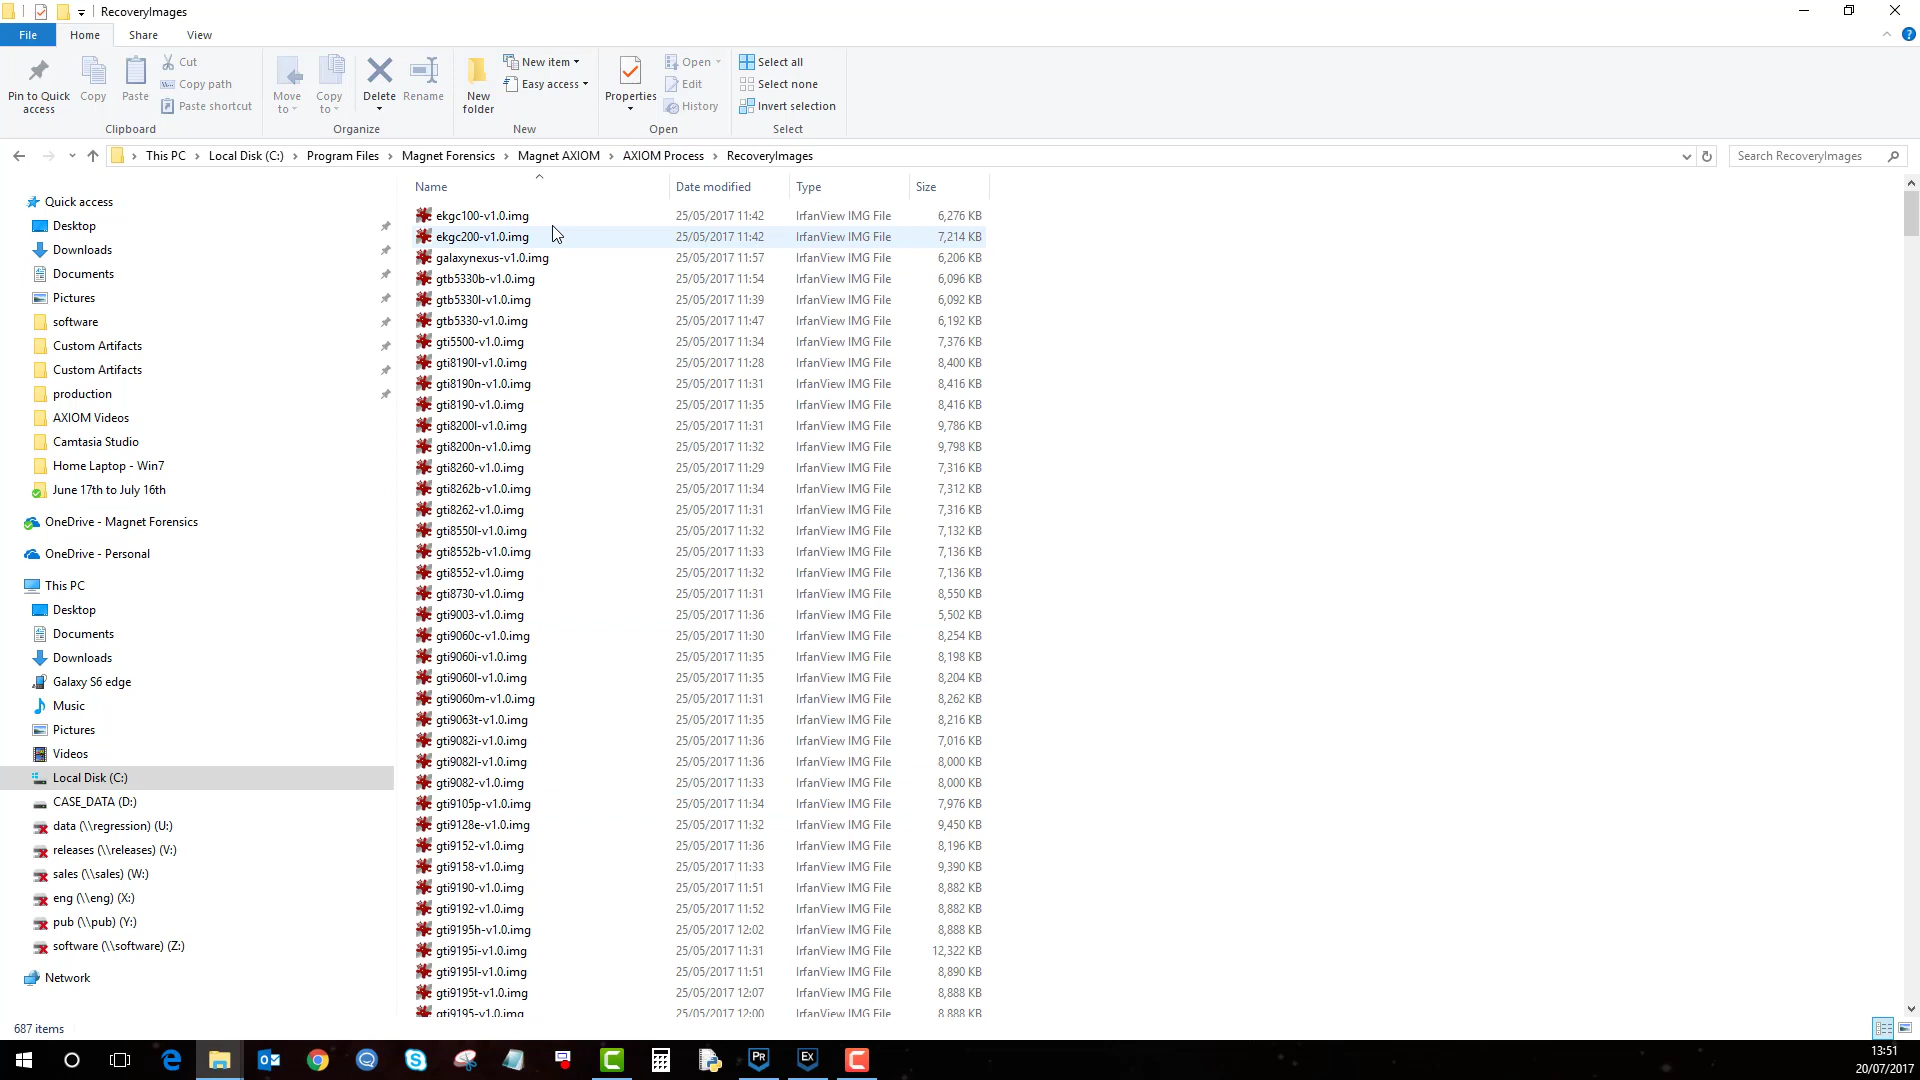 RecoveryImages
File Home Share View
Pin to Quick access
Copy
Paste
Cut
Copy path
Paste shortcut
Clipboard
Move to
Copy to
Delete
Rename
Organize
New folder
New item
Easy access
New
Properties
Open
Edit
History
Open
Select all
Select none
Invert selection
Select
This PC > Local Disk (C:) > Program Files > Magnet Forensics > Magnet AXIOM > AXIOM Process > RecoveryImages
Search RecoveryImages
Quick access
Desktop
Downloads
Documents
Pictures
software
Custom Artifacts
Custom Artifacts
production
AXIOM Videos
Camtasia Studio
Home Laptop - Win7
June 17th to July 16th
OneDrive - Magnet Forensics
OneDrive - Personal
This PC
Desktop
Documents
Downloads
Galaxy S6 edge
Music
Pictures
Videos
Local Disk (C:)
CASE_DATA (D:)
data (\\regression) (U:)
releases (\\releases) (V:)
sales (\\sales) (W:)
eng (\\eng) (X:)
pub (\\pub) (Y:)
software (\\software) (Z:)
Network
Name Date modified Type Size
ekgc100-v1.0.img 25/05/2017 11:42 IrfanView IMG File 6,276 KB
ekgc200-v1.0.img 25/05/2017 11:42 IrfanView IMG File 7,214 KB
galaxynexus-v1.0.img 25/05/2017 11:57 IrfanView IMG File 6,206 KB
gtb5330b-v1.0.img 25/05/2017 11:54 IrfanView IMG File 6,096 KB
gtb5330l-v1.0.img 25/05/2017 11:39 IrfanView IMG File 6,092 KB
gtb5330-v1.0.img 25/05/2017 11:47 IrfanView IMG File 6,192 KB
gti5500-v1.0.img 25/05/2017 11:34 IrfanView IMG File 7,376 KB
gti8190l-v1.0.img 25/05/2017 11:28 IrfanView IMG File 8,400 KB
gti8190n-v1.0.img 25/05/2017 11:31 IrfanView IMG File 8,416 KB
gti8190-v1.0.img 25/05/2017 11:35 IrfanView IMG File 8,416 KB
gti8200l-v1.0.img 25/05/2017 11:31 IrfanView IMG File 9,786 KB
gti8200n-v1.0.img 25/05/2017 11:32 IrfanView IMG File 9,798 KB
gti8260-v1.0.img 25/05/2017 11:29 IrfanView IMG File 7,316 KB
gti8262b-v1.0.img 25/05/2017 11:34 IrfanView IMG File 7,312 KB
gti8262-v1.0.img 25/05/2017 11:31 IrfanView IMG File 7,316 KB
gti8550l-v1.0.img 25/05/2017 11:32 IrfanView IMG File 7,132 KB
gti8552b-v1.0.img 25/05/2017 11:33 IrfanView IMG File 7,136 KB
gti8552-v1.0.img 25/05/2017 11:32 IrfanView IMG File 7,136 KB
gti8730-v1.0.img 25/05/2017 11:31 IrfanView IMG File 8,550 KB
gti9003-v1.0.img 25/05/2017 11:36 IrfanView IMG File 5,502 KB
gti9060c-v1.0.img 25/05/2017 11:30 IrfanView IMG File 8,254 KB
gti9060i-v1.0.img 25/05/2017 11:35 IrfanView IMG File 8,198 KB
gti9060l-v1.0.img 25/05/2017 11:35 IrfanView IMG File 8,204 KB
gti9060m-v1.0.img 25/05/2017 11:31 IrfanView IMG File 8,262 KB
gti9063t-v1.0.img 25/05/2017 11:35 IrfanView IMG File 8,216 KB
gti9082i-v1.0.img 25/05/2017 11:36 IrfanView IMG File 7,016 KB
gti9082l-v1.0.img 25/05/2017 11:36 IrfanView IMG File 8,000 KB
gti9082-v1.0.img 25/05/2017 11:33 IrfanView IMG File 8,000 KB
gti9105p-v1.0.img 25/05/2017 11:34 IrfanView IMG File 7,976 KB
gti9128e-v1.0.img 25/05/2017 11:32 IrfanView IMG File 9,450 KB
gti9152-v1.0.img 25/05/2017 11:36 IrfanView IMG File 8,196 KB
gti9158-v1.0.img 25/05/2017 11:33 IrfanView IMG File 9,390 KB
gti9190-v1.0.img 25/05/2017 11:51 IrfanView IMG File 8,882 KB
gti9192-v1.0.img 25/05/2017 11:52 IrfanView IMG File 8,882 KB
gti9195h-v1.0.img 25/05/2017 12:02 IrfanView IMG File 8,888 KB
gti9195i-v1.0.img 25/05/2017 11:31 IrfanView IMG File 12,322 KB
gti9195l-v1.0.img 25/05/2017 11:51 IrfanView IMG File 8,890 KB
gti9195t-v1.0.img 25/05/2017 12:07 IrfanView IMG File 8,888 KB
gti9195-v1.0.img 25/05/2017 12:00 IrfanView IMG File 8,888 KB
687 items
PR
EX
13:51
20/07/2017